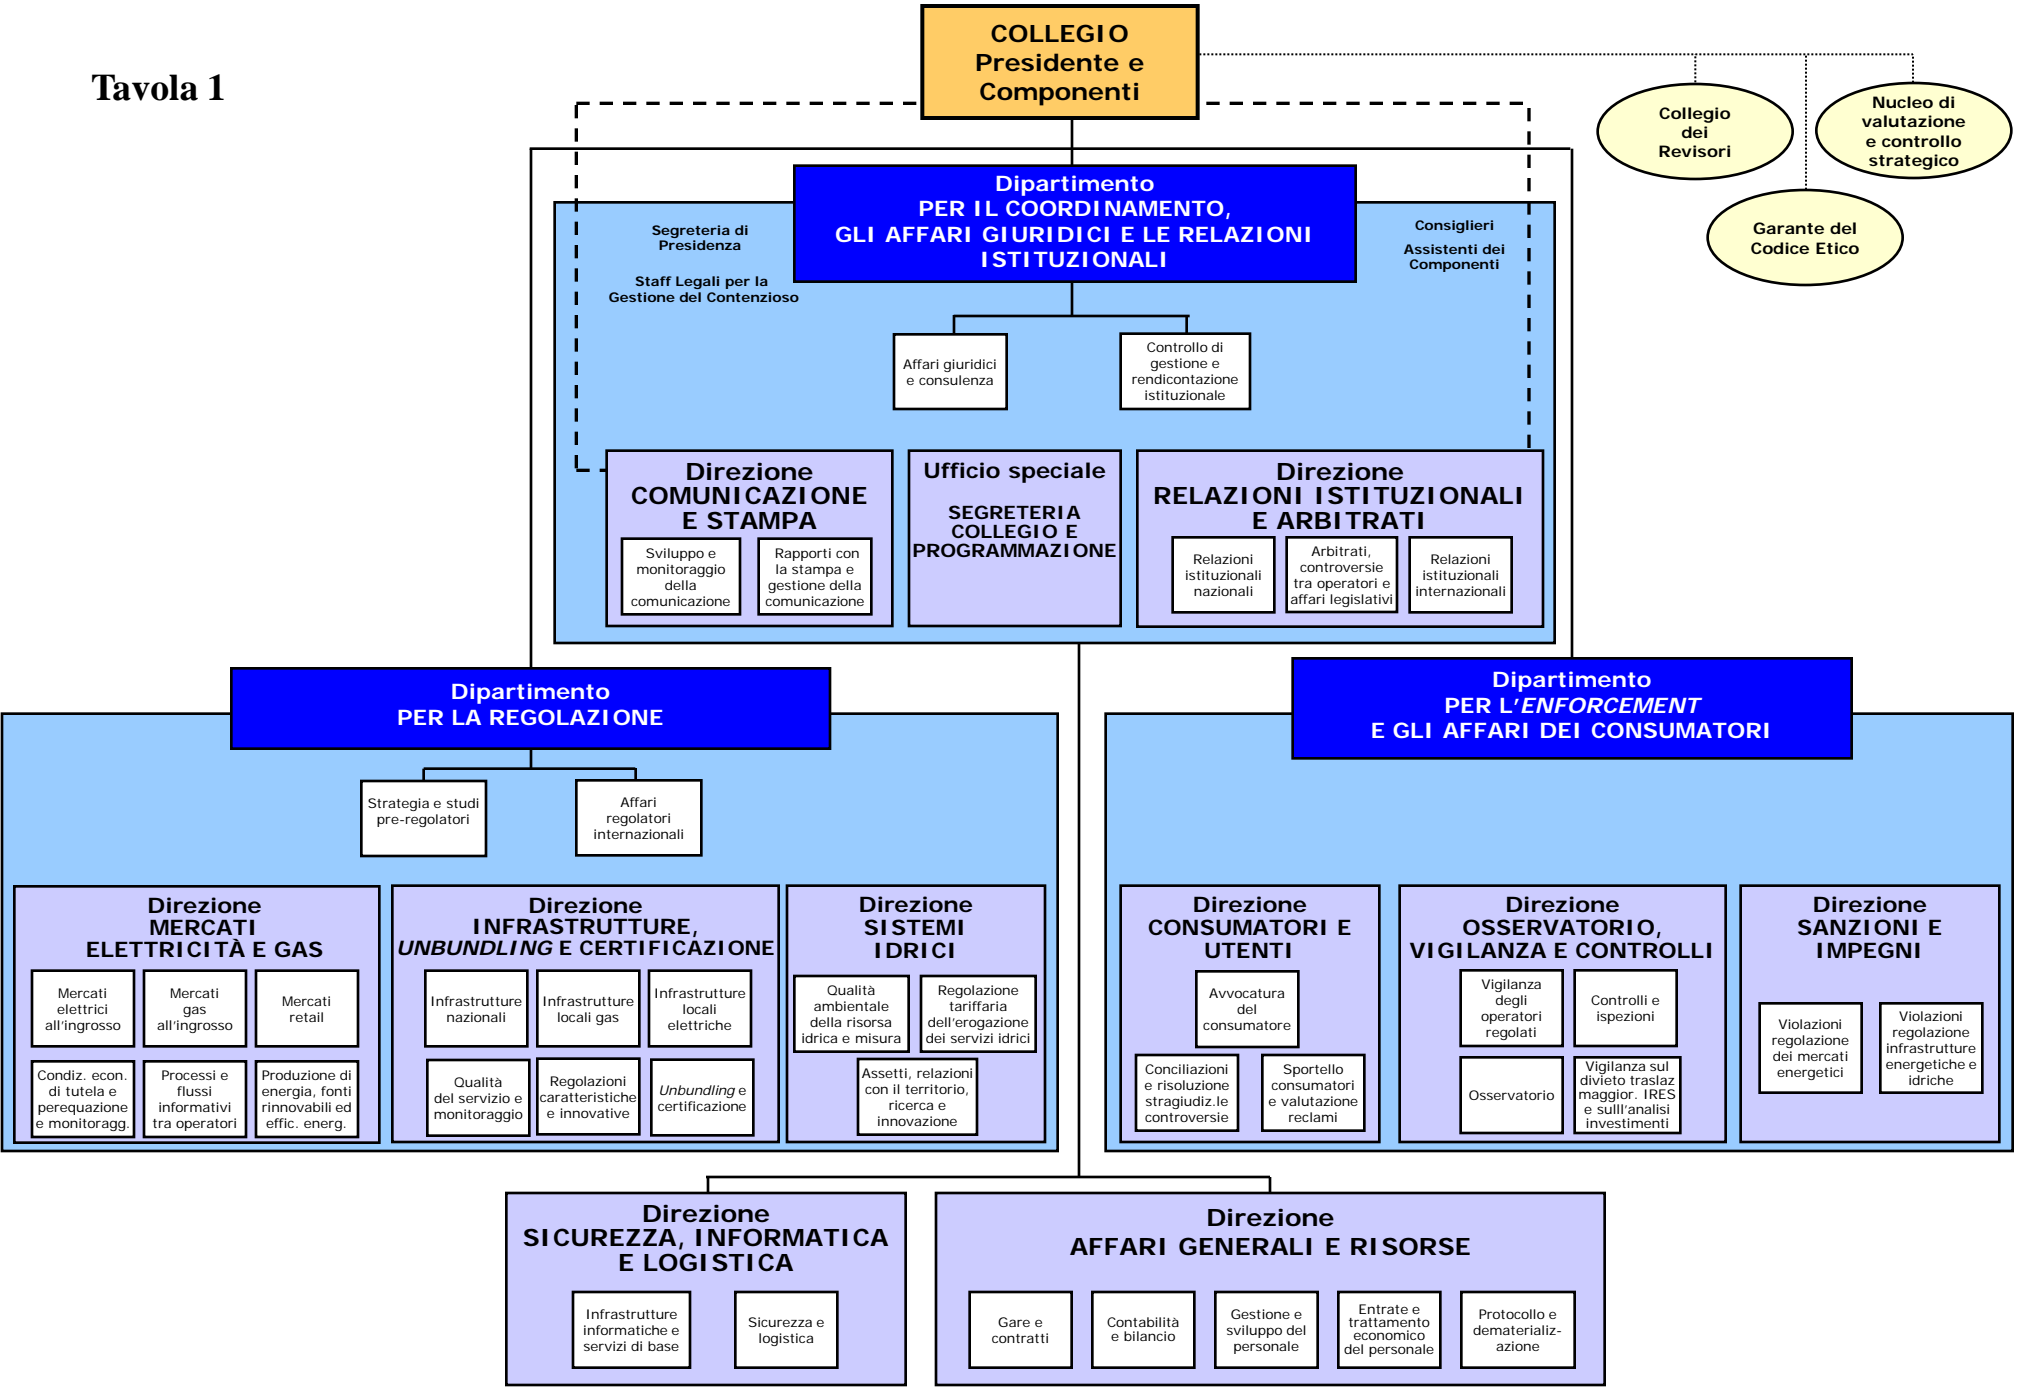 Tavola 1
COLLEGIO
Presidente e
Componenti
Collegio
dei
Revisori
Nucleo di
valutazione
e controllo
strategico
Garante del
Codice Etico
Dipartimento
PER IL COORDINAMENTO,
GLI AFFARI GIURIDICI E LE RELAZIONI
ISTITUZIONALI
Segreteria di
Presidenza
Staff Legali per la
Gestione del Contenzioso
Consiglieri
Assistenti dei
Componenti
Affari giuridici
e consulenza
Controllo di
gestione e
rendicontazione
istituzionale
Direzione
COMUNICAZIONE
E STAMPA
Sviluppo e
monitoraggio
della
comunicazione
Rapporti con
la stampa e
gestione della
comunicazione
Ufficio speciale
SEGRETERIA
COLLEGIO E
PROGRAMMAZIONE
Direzione
RELAZIONI ISTITUZIONALI
E ARBITRATI
Relazioni
istituzionali
nazionali
Arbitrati,
controversie
tra operatori e
affari legislativi
Relazioni
istituzionali
internazionali
Dipartimento
PER LA REGOLAZIONE
Strategia e studi
pre-regolatori
Affari
regolatori
internazionali
Direzione
MERCATI
ELETTRICITÀ E GAS
Mercati
elettrici
all'ingrosso
Mercati
gas
all'ingrosso
Mercati
retail
Condiz. econ.
di tutela e
perequazione
e monitoragg.
Processi e
flussi
informativi
tra operatori
Produzione di
energia, fonti
rinnovabili ed
effic. energ.
Direzione
INFRASTRUTTURE,
UNBUNDLING E CERTIFICAZIONE
Infrastrutture
nazionali
Infrastrutture
locali gas
Infrastrutture
locali
elettriche
Qualità
del servizio e
monitoraggio
Regolazioni
caratteristiche
e innovative
Unbundling e
certificazione
Direzione
SISTEMI
IDRICI
Qualità
ambientale
della risorsa
idrica e misura
Regolazione
tariffaria
dell'erogazione
dei servizi idrici
Assetti, relazioni
con il territorio,
ricerca e
innovazione
Dipartimento
PER L'ENFORCEMENT
E GLI AFFARI DEI CONSUMATORI
Direzione
CONSUMATORI E
UTENTI
Avvocatura
del
consumatore
Conciliazioni
e risoluzione
stragiudiz.le
controversie
Sportello
consumatori
e valutazione
reclami
Direzione
OSSERVATORIO,
VIGILANZA E CONTROLLI
Vigilanza
degli
operatori
regolati
Controlli e
ispezioni
Osservatorio
Vigilanza sul
divieto traslaz
maggior. IRES
e sulll'analisi
investimenti
Direzione
SANZIONI E
IMPEGNI
Violazioni
regolazione
dei mercati
energetici
Violazioni
regolazione
infrastrutture
energetiche e
idriche
Direzione
SICUREZZA, INFORMATICA
E LOGISTICA
Infrastrutture
informatiche e
servizi di base
Sicurezza e
logistica
Direzione
AFFARI GENERALI E RISORSE
Gare e
contratti
Contabilità
e bilancio
Gestione e
sviluppo del
personale
Entrate e
trattamento
economico
del personale
Protocollo e
dematerializ-
azione